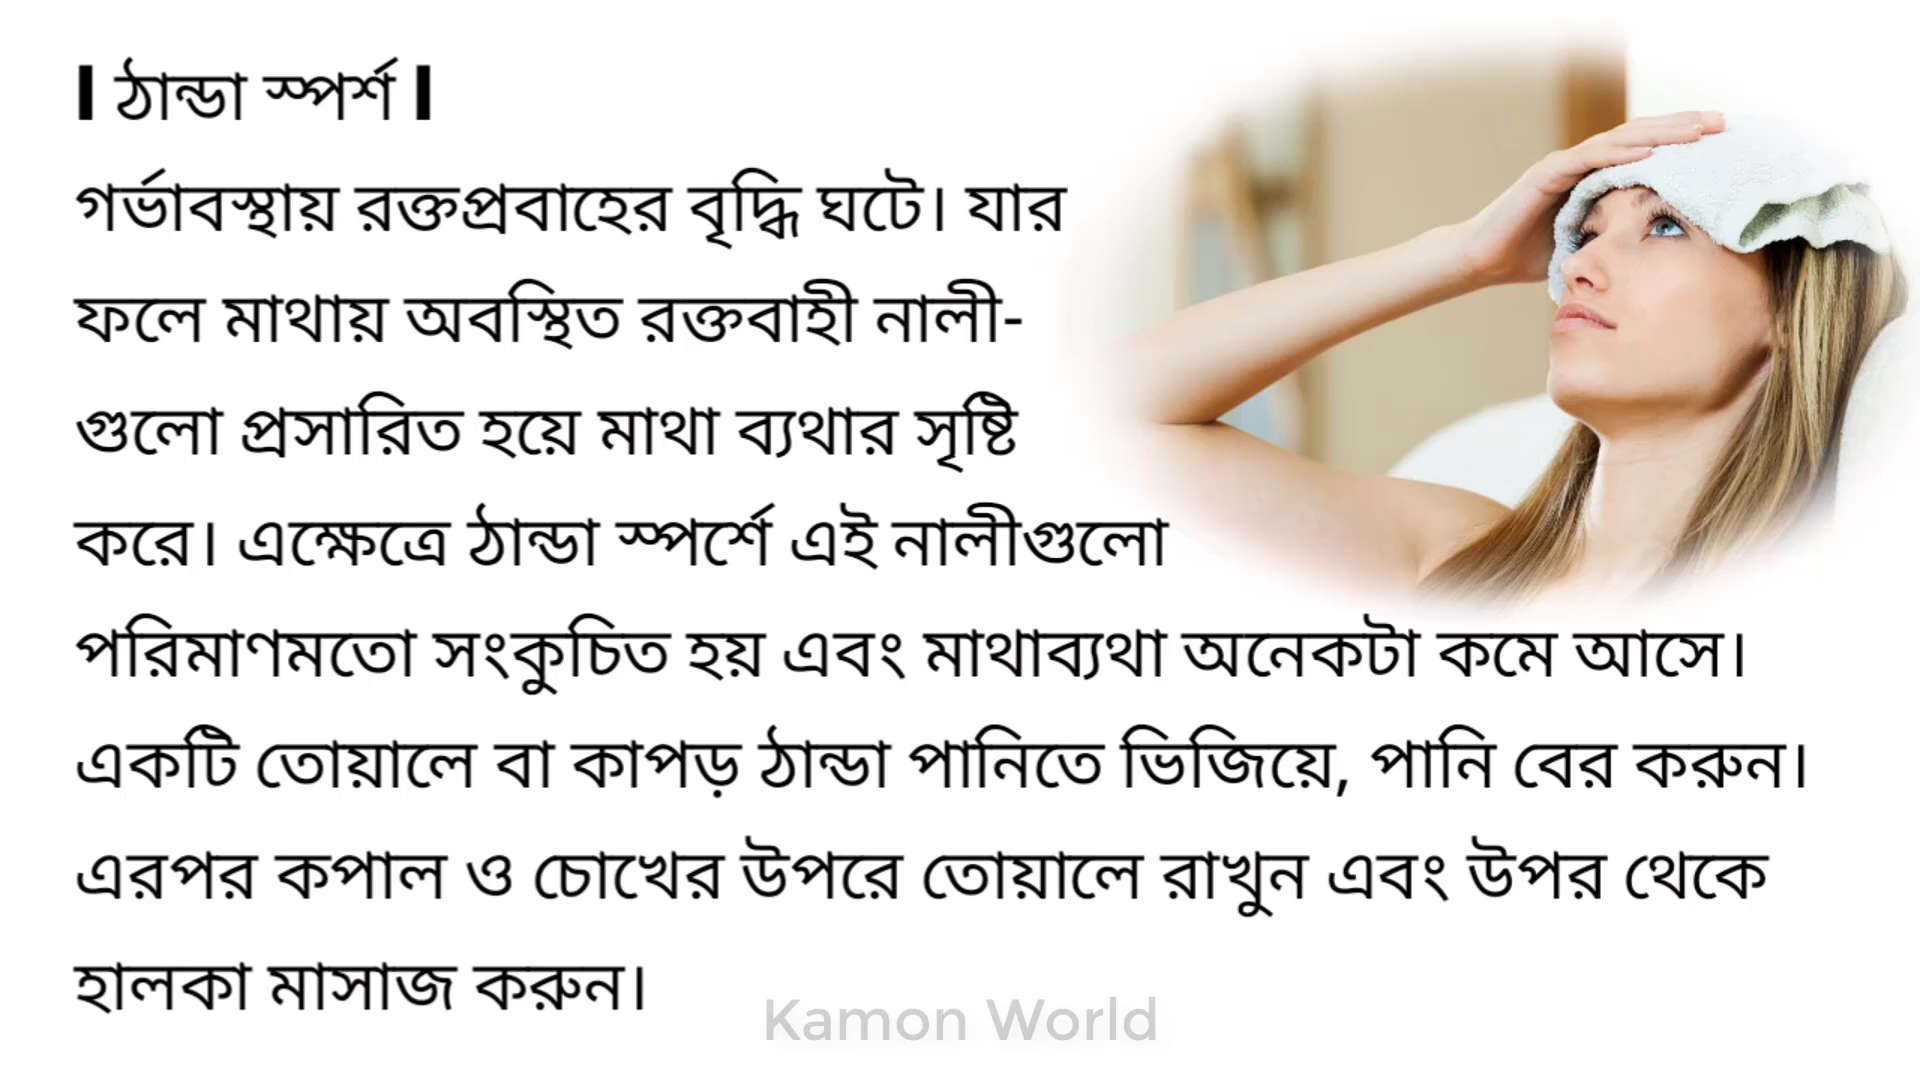 | ঠান্ডা স্পর্শ |
গর্ভাবস্থায় রক্তপ্রবাহের বৃদ্ধি ঘটে। যার
ফলে মাথায় অবস্থিত রক্তবাহী নালী-
গুলো প্রসারিত হয়ে মাথা ব্যথার সৃষ্টি
করে। এক্ষেত্রে ঠান্ডা স্পর্শে এই নালীগুলো
পরিমাণমতো সংকুচিত হয় এবং মাথাব্যথা অনেকটা কমে আসে।
একটি তোয়ালে বা কাপড় ঠান্ডা পানিতে ভিজিয়ে, পানি বের করুন।
এরপর কপাল ও চোখের উপরে তোয়ালে রাখুন এবং উপর থেকে
হালকা মাসাজ করুন।
Kamon World